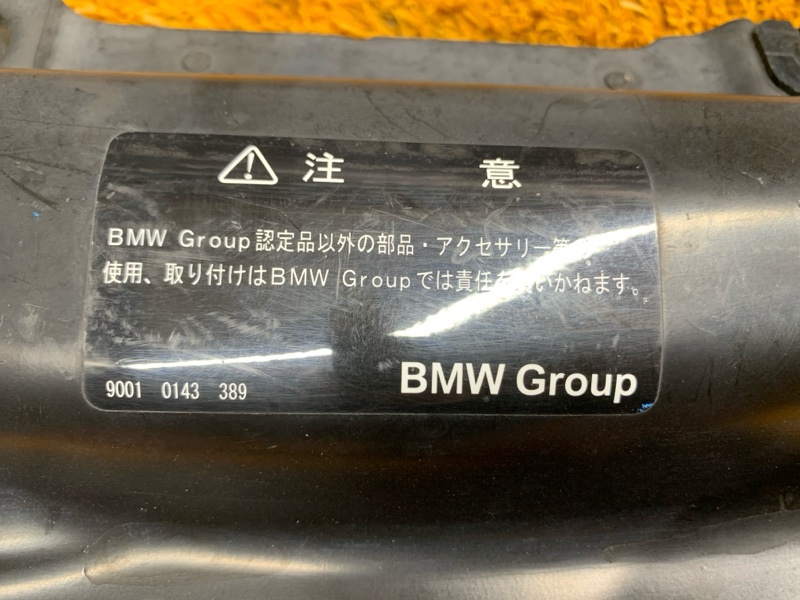 注 意
BMW Group認定品以外の部品・アクセサリー等
使用、取り付けはBMW Groupでは責任を いかねます。
9001 0143 389
BMW Group